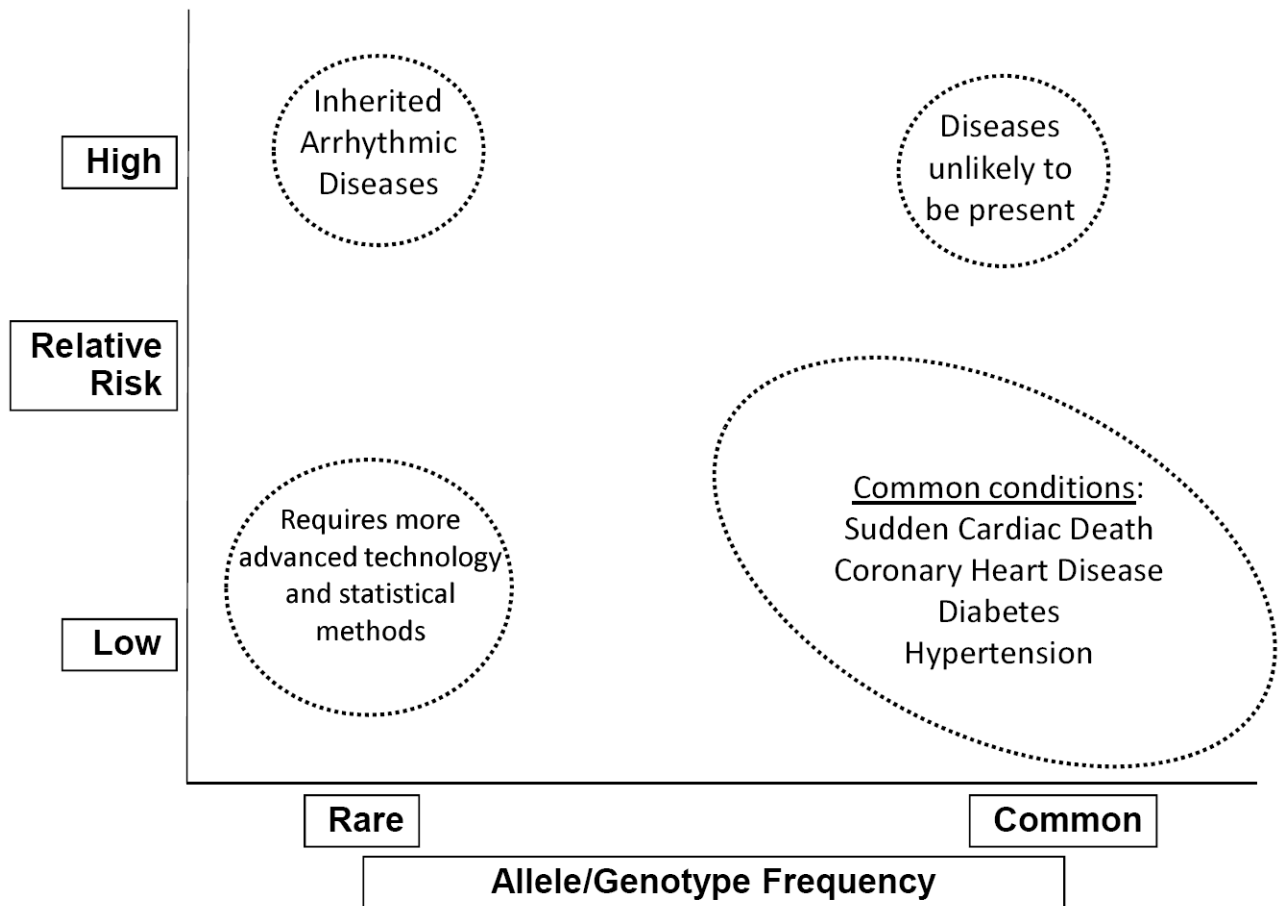 Inherited
Arrhythmic
Diseases
Diseases
unlikely to
be present
High
Relative
Risk
Common conditions:
Sudden Cardiac Death
Coronary Heart Disease
Diabetes
Hypertension
Requires more
advanced technology
and statistical
methods
Low
Rare
Common
Allele/Genotype Frequency